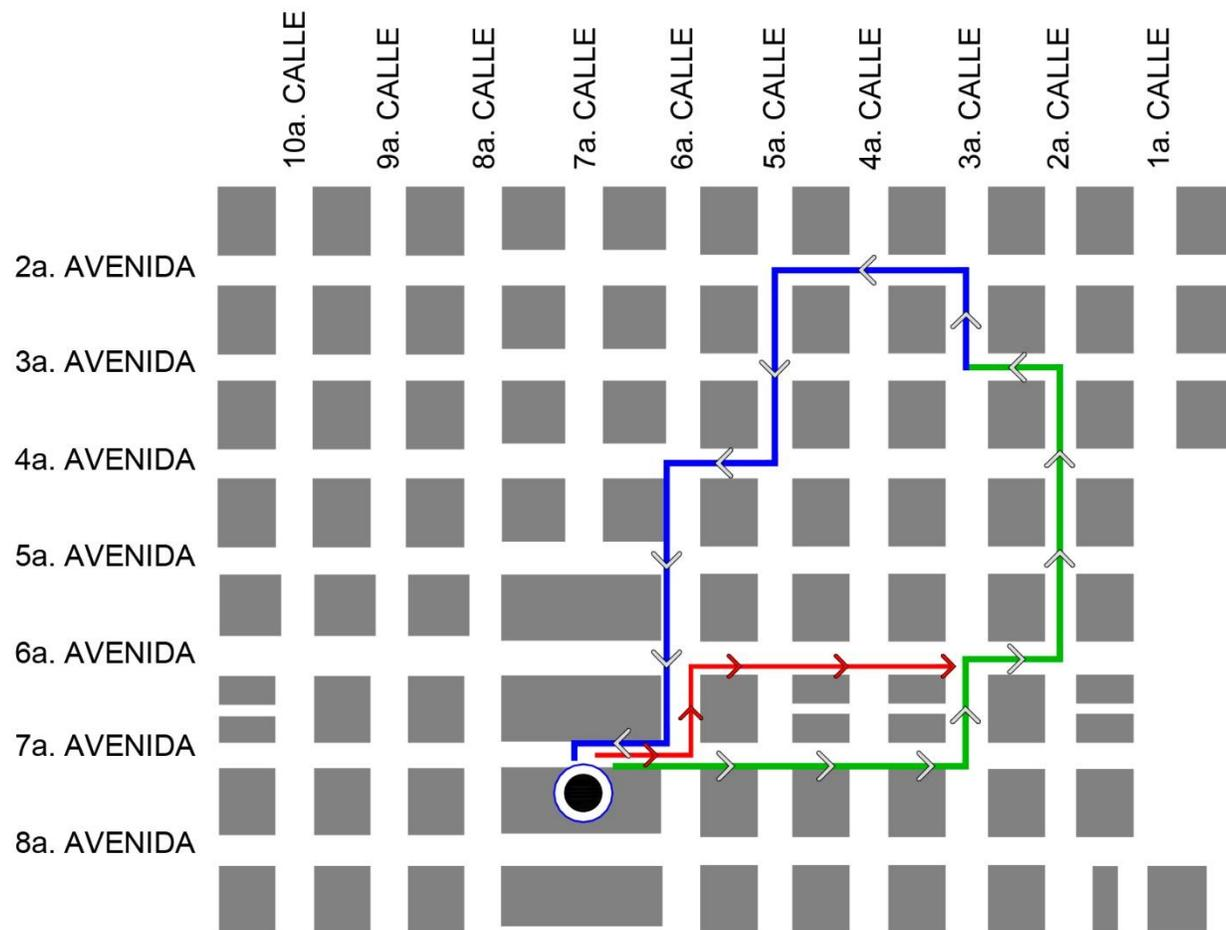 10a. CALLE
9a. CALLE
8a. CALLE
7a. CALLE
6a. CALLE
5a. CALLE
4a. CALLE
3a. CALLE
2a. CALLE
1a. CALLE
2a. AVENIDA
3a. AVENIDA
4a. AVENIDA
5a. AVENIDA
6a. AVENIDA
7a. AVENIDA
8a. AVENIDA